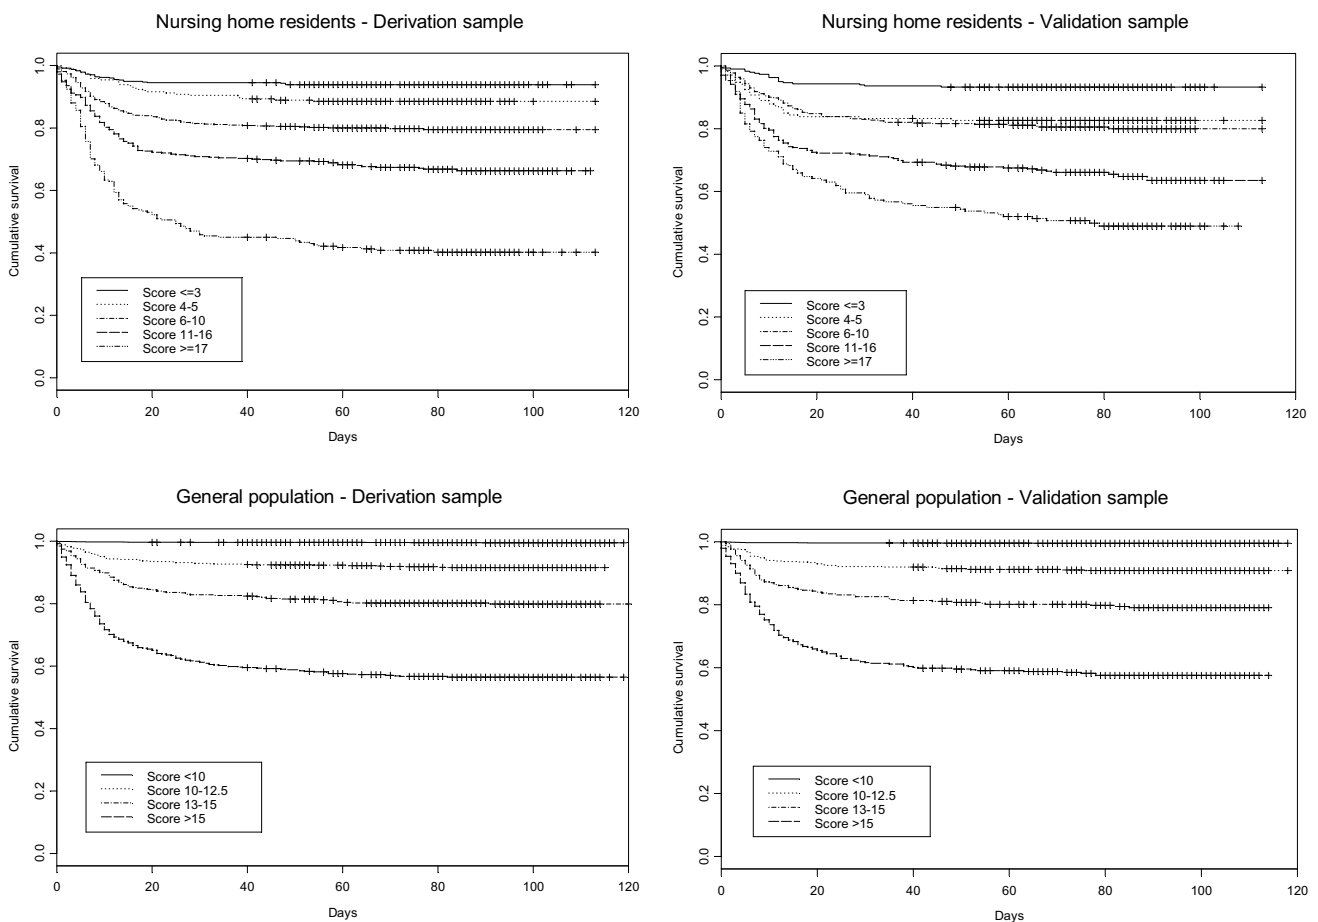 Nursing home residents - Derivation sample
Cumulative survival
1.0
0.8
0.6
0.4
0.2
0.0
Score <=3
Score 4-5
Score 6-10
Score 11-16
Score >=17
0 20 40 60 80 100 120
Days
Nursing home residents - Validation sample
Cumulative survival
1.0
0.8
0.6
0.4
0.2
0.0
Score <=3
Score 4-5
Score 6-10
Score 11-16
Score >=17
0 20 40 60 80 100 120
Days
General population - Derivation sample
Cumulative survival
1.0
0.8
0.6
0.4
0.2
0.0
Score <10
Score 10-12.5
Score 13-15
Score >15
0 20 40 60 80 100 120
Days
General population - Validation sample
Cumulative survival
1.0
0.8
0.6
0.4
0.2
0.0
Score <10
Score 10-12.5
Score 13-15
Score >15
0 20 40 60 80 100 120
Days